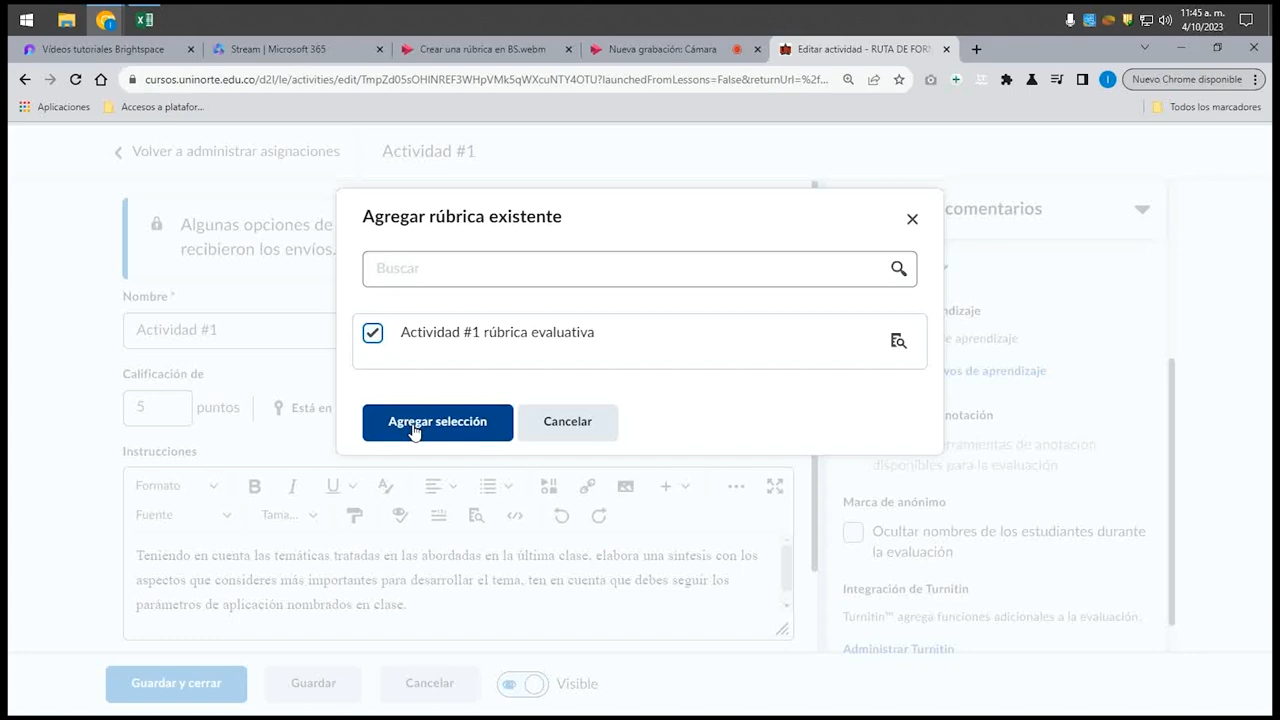 11:45 a. m.
4/10/2023
Vídeos tutoriales Brightspace
Stream | Microsoft 365
Crear una rúbrica en BS.webm
Nueva grabación: Cámara
Editar actividad - RUTA DE FORM
cursos.uninorte.edu.co/d2l/le/activities/edit/TmpZd05sOHlNREF3WHpVMk5qWXcuNTY4OTU?launchedFromLessons=False&returnUrl=%2f...
Nuevo Chrome disponible
Aplicaciones
Accesos a platafor...
Todos los marcadores
Volver a administrar asignaciones
Actividad #1
Algunas opciones de
recibieron los envíos.
comentarios
Agregar rúbrica existente
Buscar
Actividad #1 rúbrica evaluativa
Agregar selección
Cancelar
Nombre *
Actividad #1
Calificación de
5
puntos
Está en
Instrucciones
Formato
Fuente
Tama...
Teniendo en cuenta las temáticas tratadas en las abordadas en la última clase. elabora una síntesis con los
aspectos que consideres más importantes para desarrollar el tema, ten en cuenta que debes seguir los
parámetros de aplicación nombrados en clase.
ndizaje
e aprendizaje
vos de aprendizaje
notación
erramientas de anotacion
disponibles para la evaluación
Marca de anónimo
Ocultar nombres de los estudiantes durante
la evaluación
Integración de Turnitin
Turnitin™ agrega funciones adicionales a la evaluación.
Administrar Turnitin
Guardar y cerrar
Guardar
Cancelar
Visible